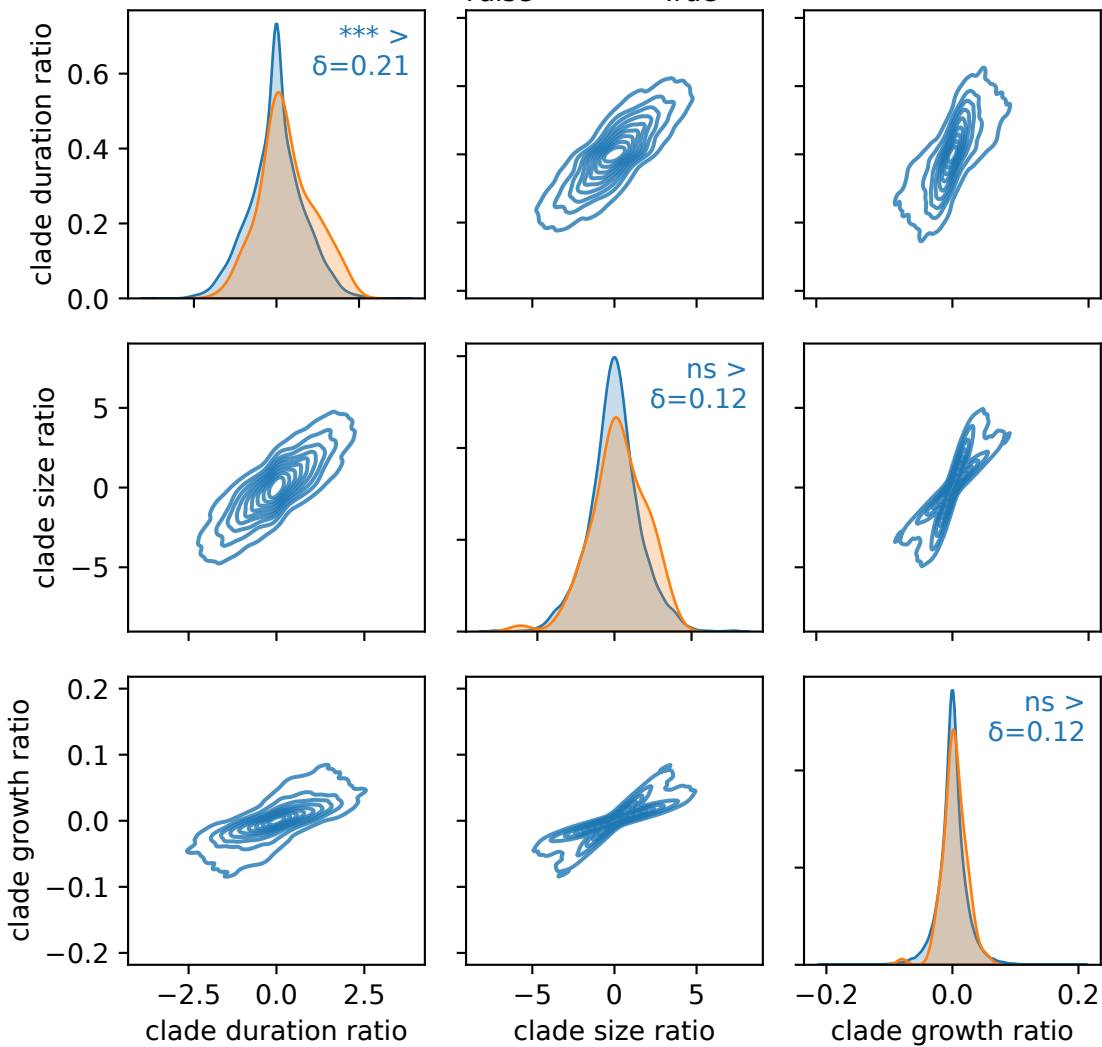 clade duration ratio
0.6
0.4
0.2
0.0
*** >
δ=0.21
clade size ratio
5
0
−5
ns >
δ=0.12
clade growth ratio
0.2
0.1
0.0
−0.1
−0.2
ns >
δ=0.12
−2.5 0.0 2.5
clade duration ratio
−5 0 5
clade size ratio
−0.2 0.0 0.2
clade growth ratio